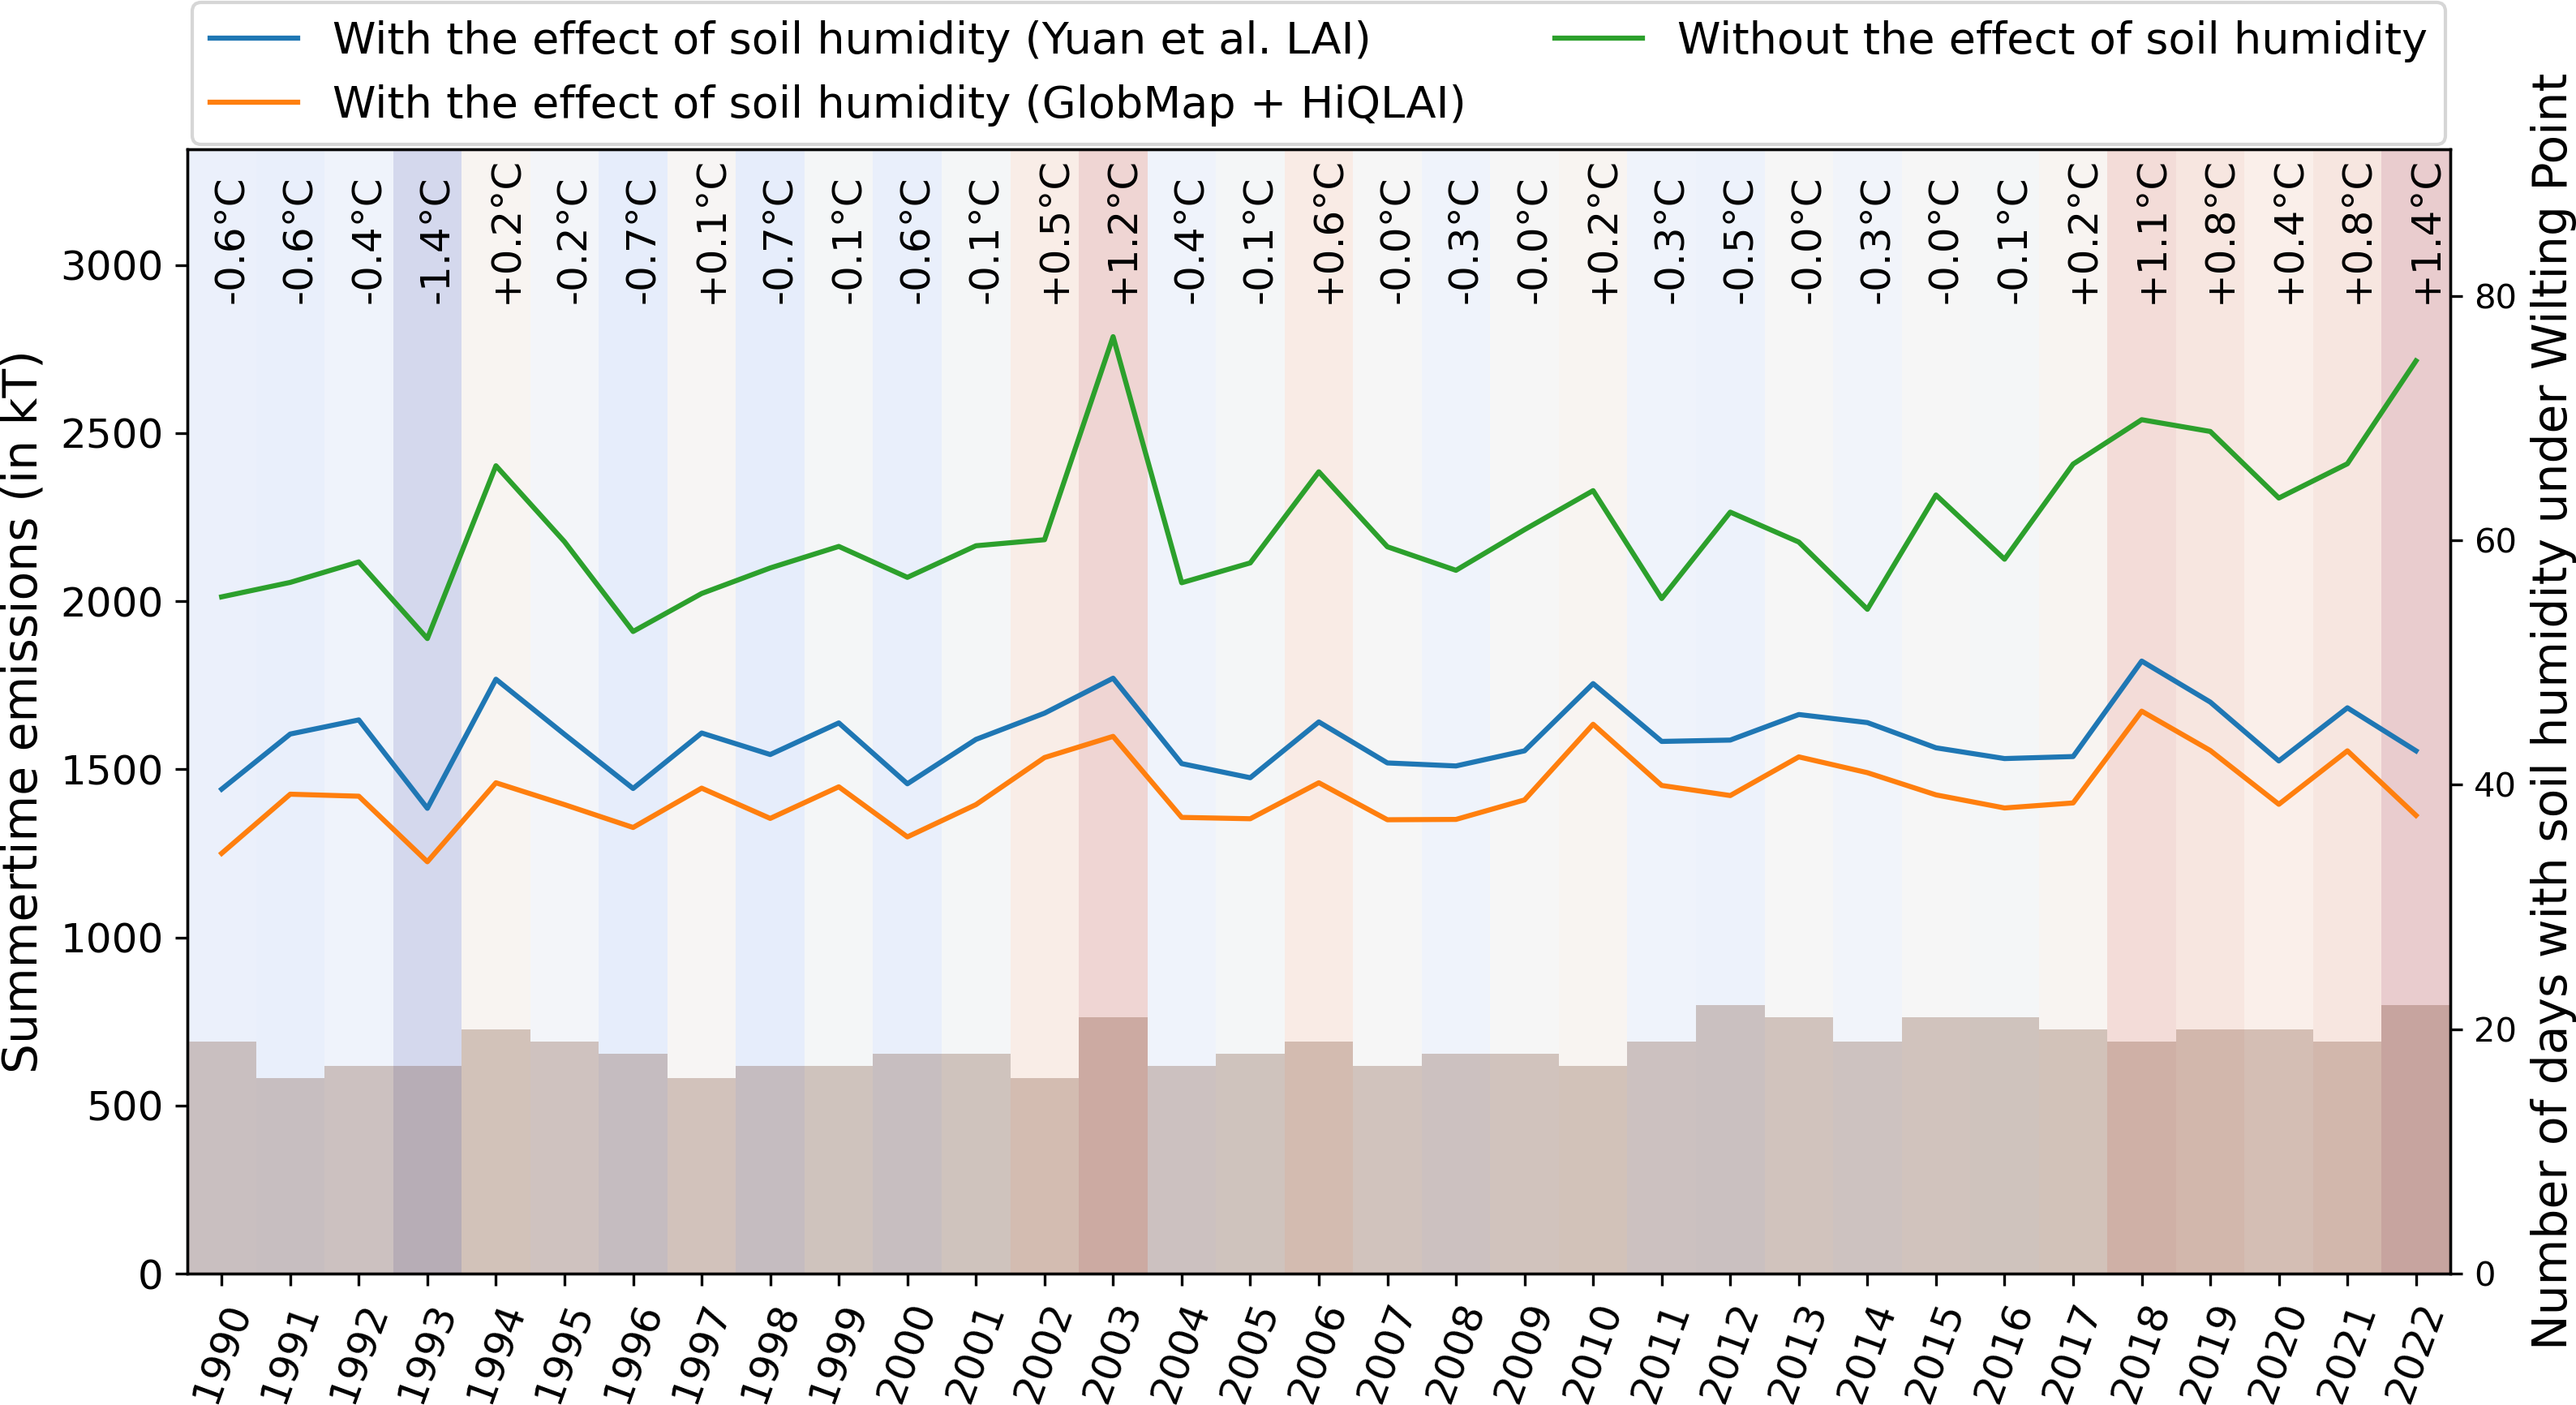 With the effect of soil humidity (Yuan et al. LAI)
With the effect of soil humidity (GlobMap + HiQLAI)
Without the effect of soil humidity
Summertime emissions (in kT)
3000
2500
2000
1500
1000
500
0
-0.6°C
-0.6°C
-0.4°C
-1.4°C
+0.2°C
-0.2°C
-0.7°C
+0.1°C
-0.7°C
-0.1°C
-0.6°C
-0.1°C
+0.5°C
+1.2°C
-0.4°C
-0.1°C
+0.6°C
-0.0°C
-0.3°C
-0.0°C
+0.2°C
-0.3°C
-0.5°C
-0.0°C
-0.3°C
-0.0°C
-0.1°C
+0.2°C
+1.1°C
+0.8°C
+0.4°C
+0.8°C
+1.4°C
80
60
40
20
0
Number of days with soil humidity under Wilting Point
1990
1991
1992
1993
1994
1995
1996
1997
1998
1999
2000
2001
2002
2003
2004
2005
2006
2007
2008
2009
2010
2011
2012
2013
2014
2015
2016
2017
2018
2019
2020
2021
2022